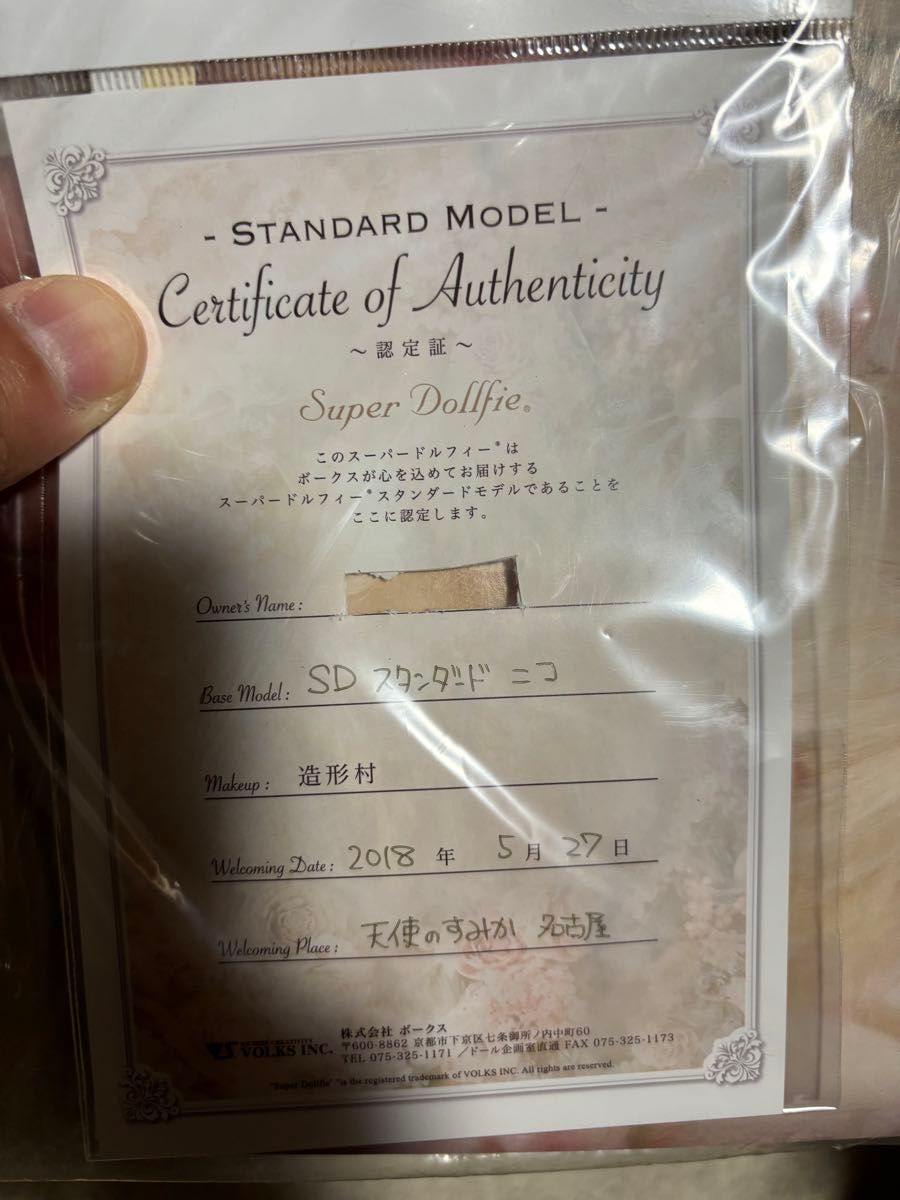 - STANDARD MODEL -
Certificate of Authenticity
～認定証～
Super Dollfie®
このスーパードルフィー®は
ボークスが心を込めてお届けする
スーパードルフィー®スタンダードモデルであることを
ここに認定します。
Owner's Name :
Base Model : SD スタンダード ニコ
Makeup : 造形村
Welcoming Date : 2018 年 5 月 27 日
Welcoming Place : 天使のすみか 名古屋
株式会社 ボークス
VOLKS INC. 〒600-8862 京都市下京区七条御所ノ内中町60
TEL 075-325-1171 ／ドール企画室直通 FAX 075-325-1173
"Super Dollfie" is the registered trademark of VOLKS INC. All rights are reserved.